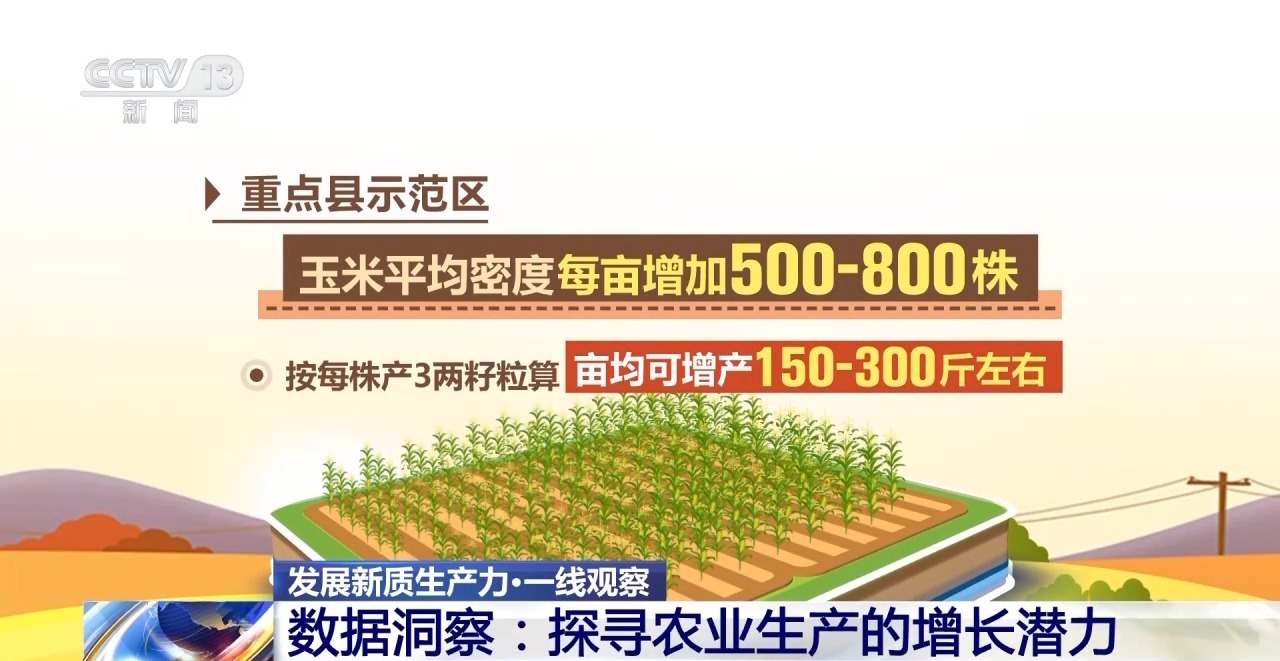 CCTV 13
新闻
重点县示范区
玉米平均密度每亩增加500-800株
按每株产3两籽粒算 亩均可增产150-300斤左右
发展新质生产力·一线观察
数据洞察：探寻农业生产的增长潜力